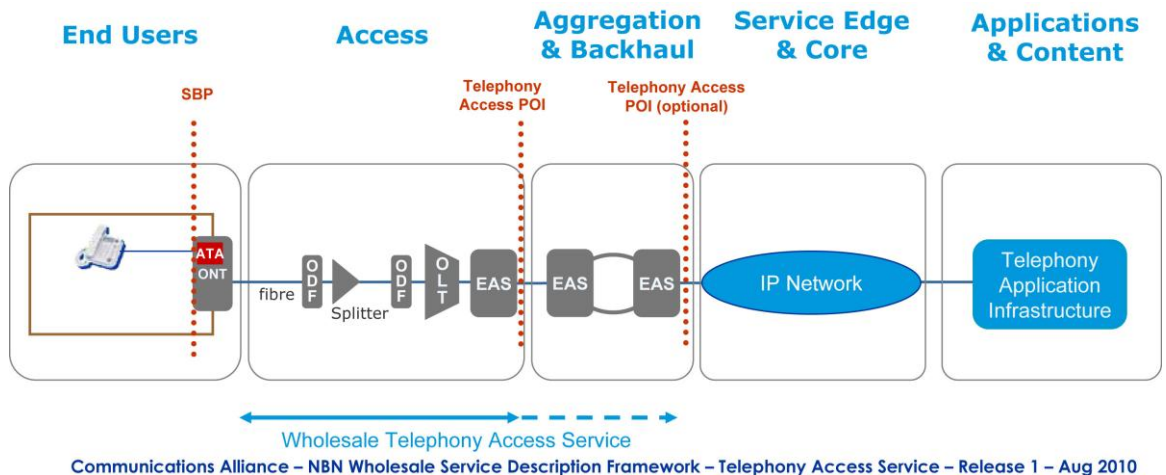 End Users
Access
Aggregation
& Backhaul
Service Edge
& Core
Applications
& Content
SBP
Telephony
Access POI
Telephony Access
POI (optional)
ATA
ONT
fibre
ODF
Splitter
ODF
OLT
EAS
EAS
EAS
IP Network
Telephony
Application
Infrastructure
Wholesale Telephony Access Service
Communications Alliance – NBN Wholesale Service Description Framework – Telephony Access Service – Release 1 – Aug 2010